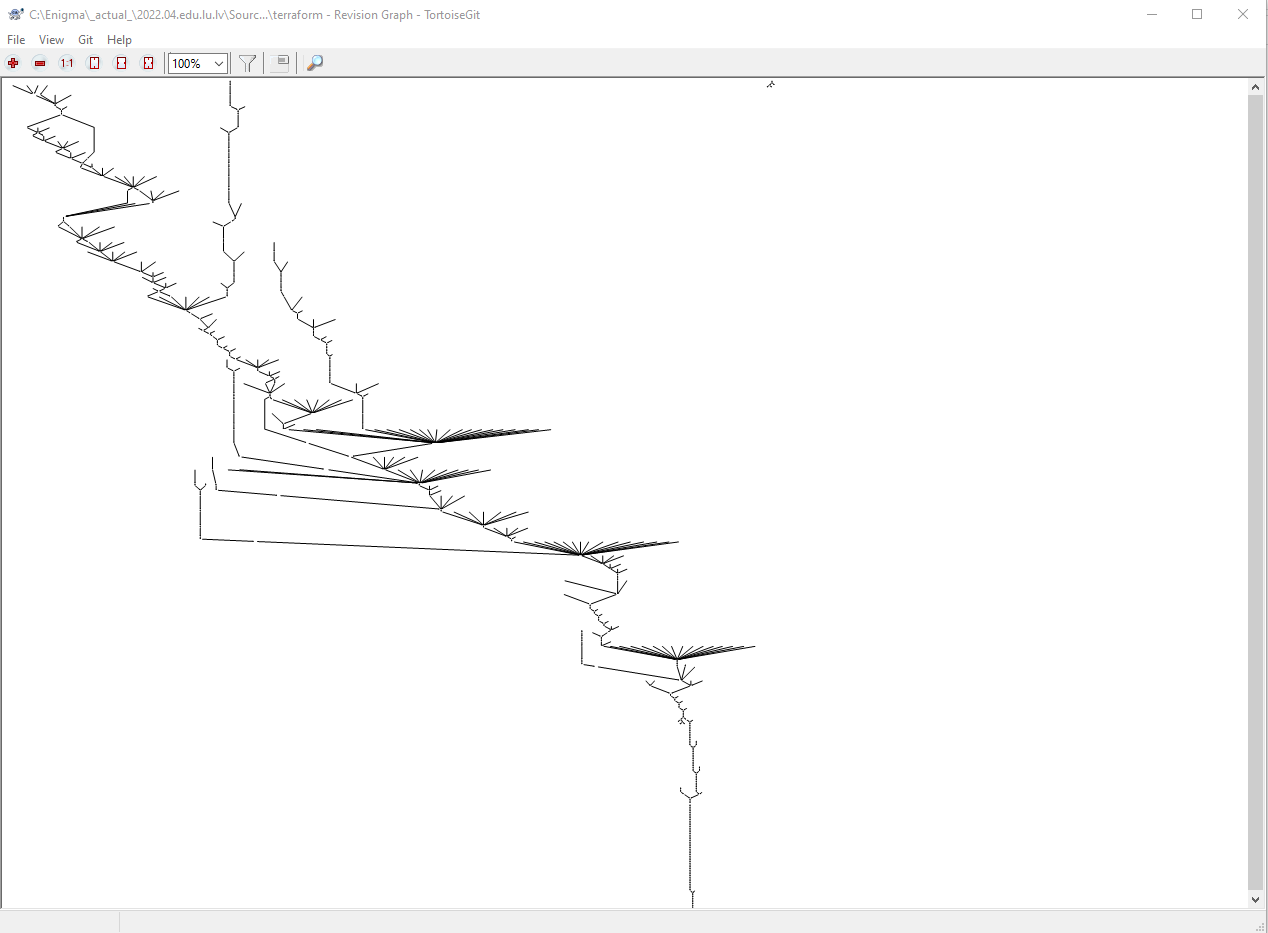 C:\Enigma\_actual_\2022.04.edu.lu.lv\Sourc...\terraform - Revision Graph - TortoiseGit
File View Git Help
1:1 100%